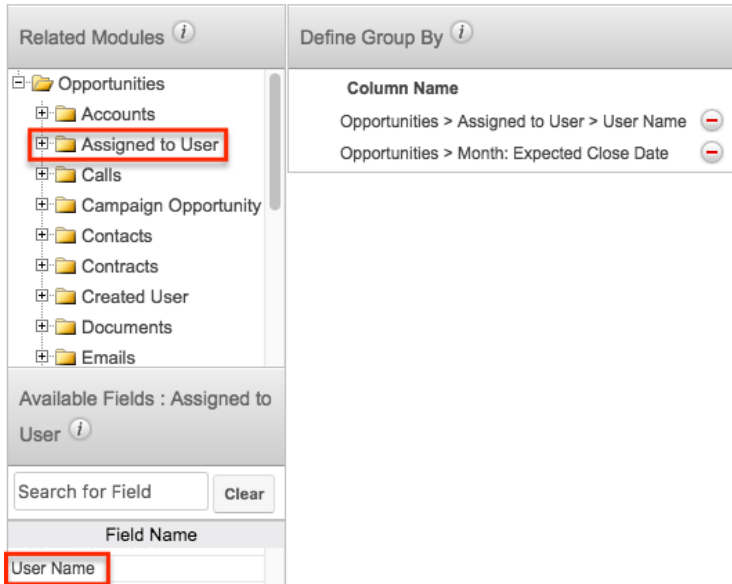 Related Modules i
Opportunities
Accounts
Assigned to User
Calls
Campaign Opportunity
Contacts
Contracts
Created User
Documents
Emails
Available Fields : Assigned to
User i
Search for Field
Clear
Field Name
User Name
Define Group By i
Column Name
Opportunities > Assigned to User > User Name
Opportunities > Month: Expected Close Date